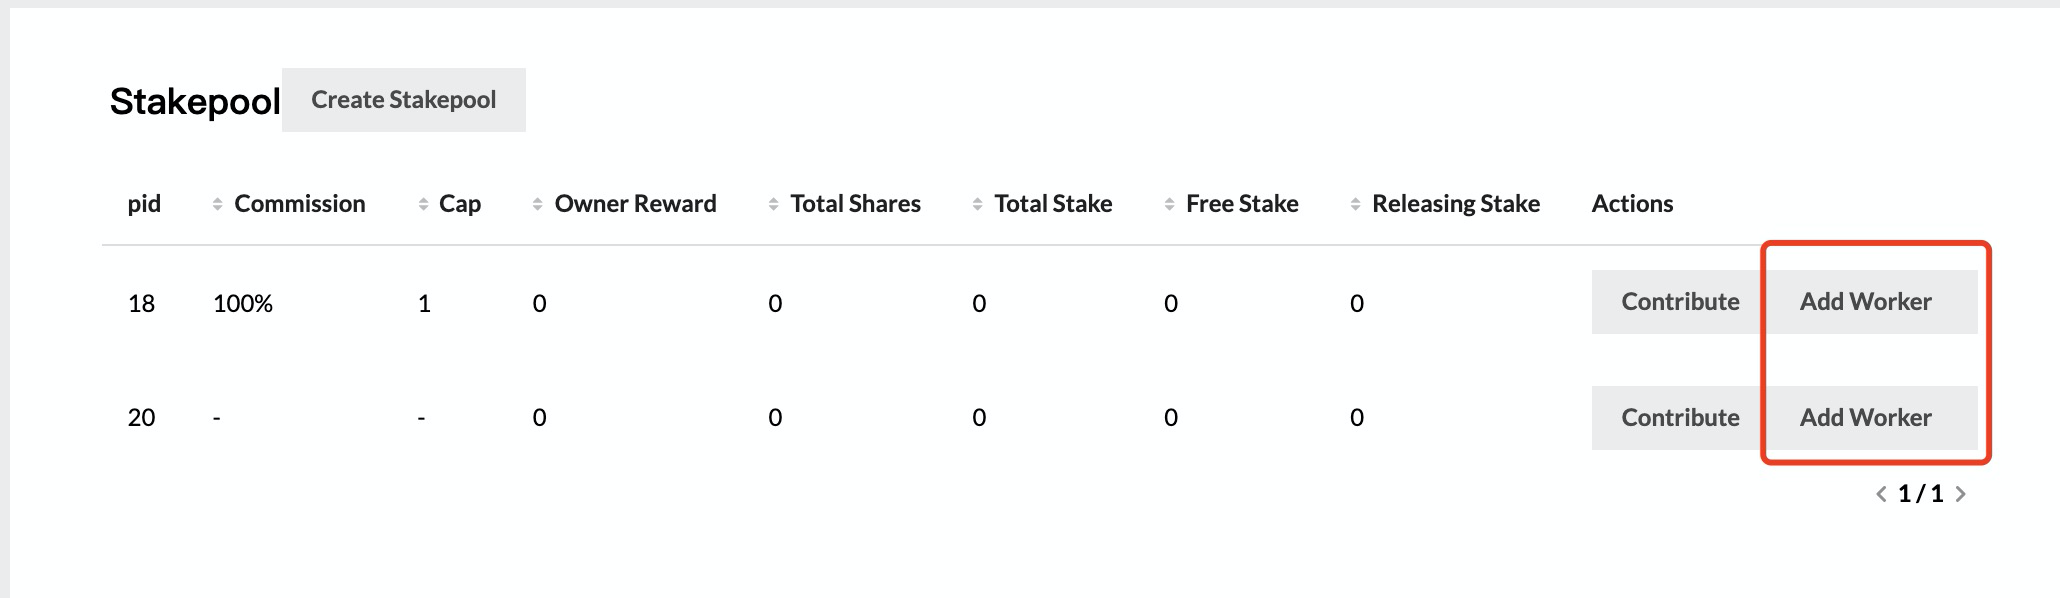 Stakepool Create Stakepool
pid Commission Cap Owner Reward Total Shares Total Stake Free Stake Releasing Stake Actions
18 100% 1 0 0 0 0 0 Contribute Add Worker
20 - - 0 0 0 0 0 Contribute Add Worker
< 1 / 1 >